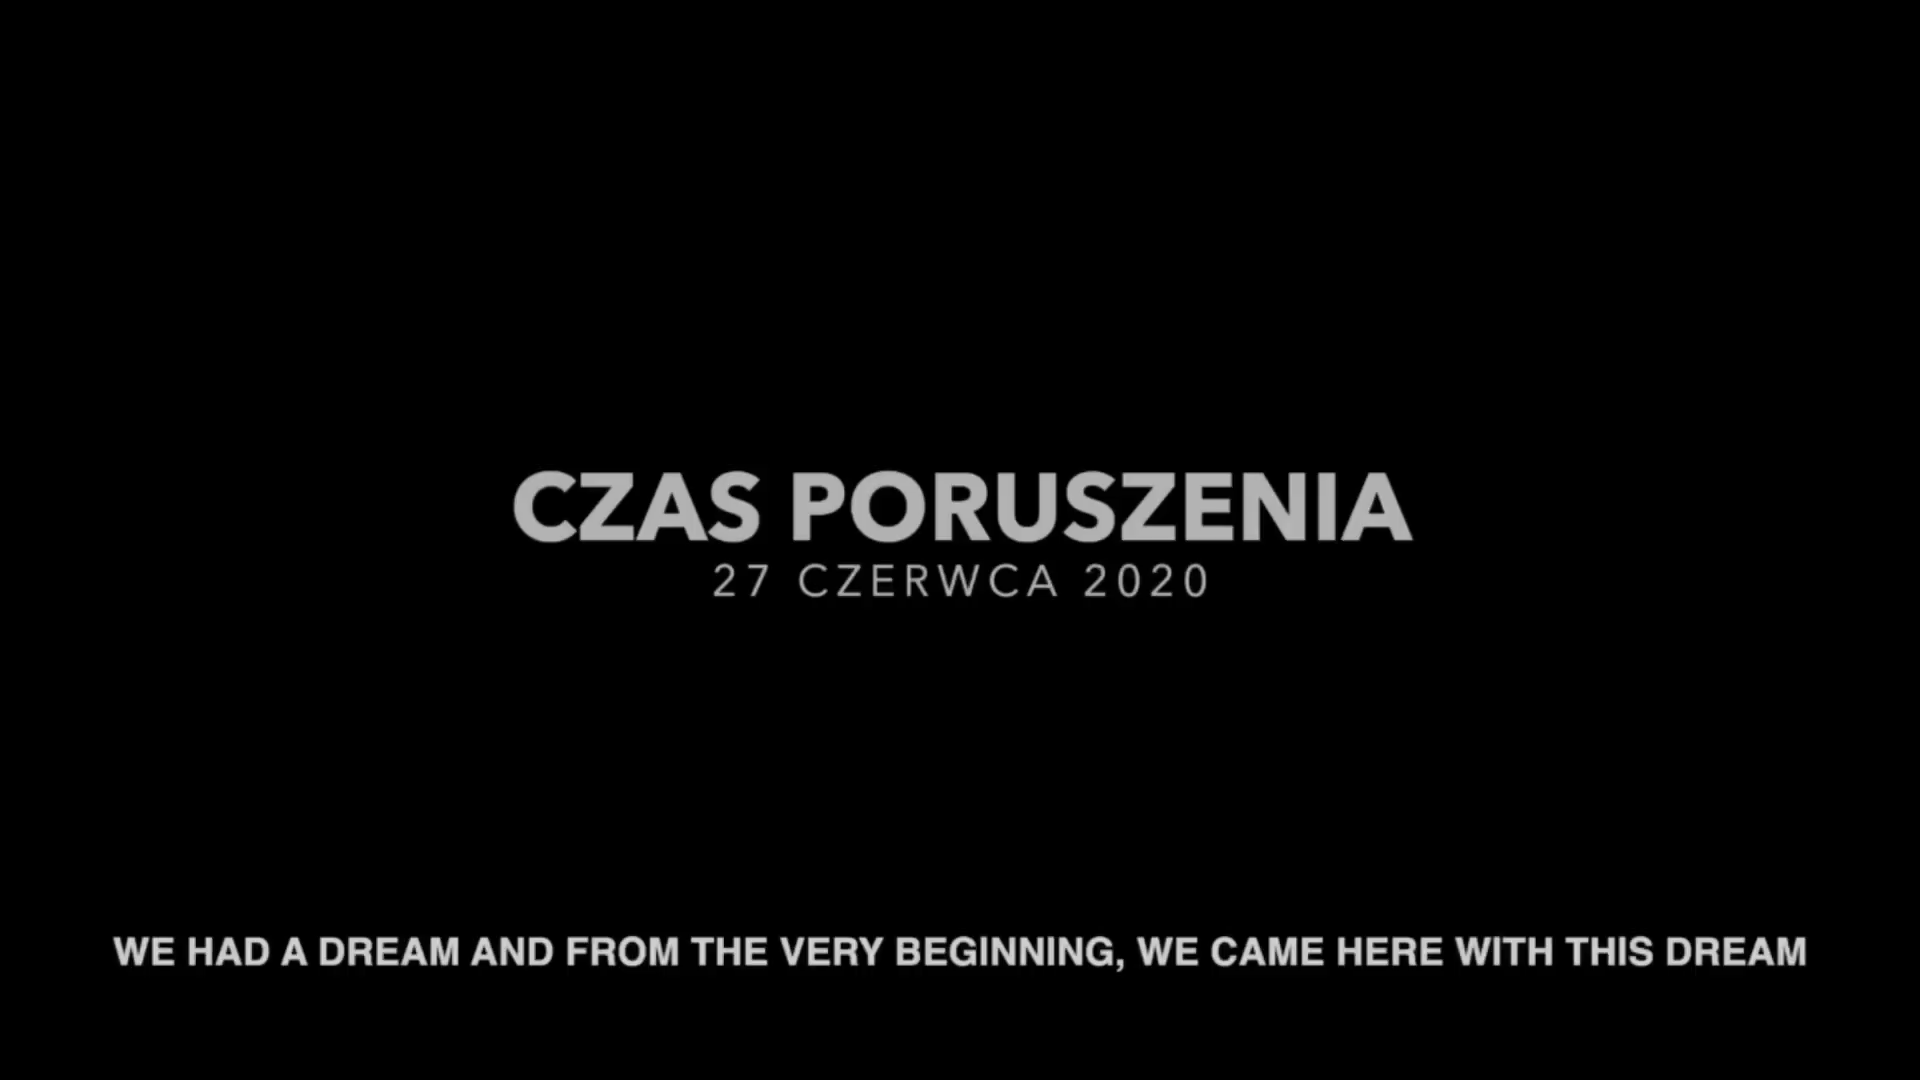 CZAS PORUSZENIA
27 CZERWCA 2020
WE HAD A DREAM AND FROM THE VERY BEGINNING, WE CAME HERE WITH THIS DREAM